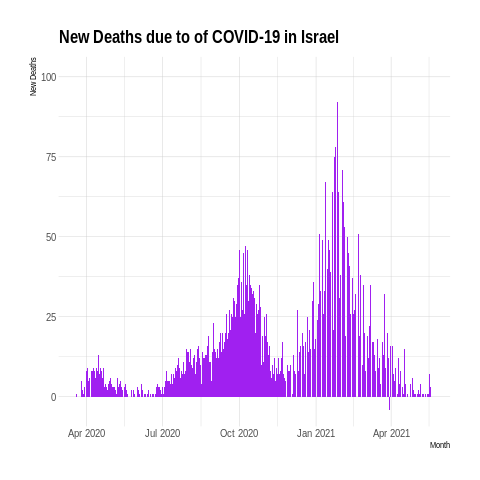 New Deaths due to of COVID-19 in Israel
New Deaths
100
75
50
25
0
Apr 2020 Jul 2020 Oct 2020 Jan 2021 Apr 2021
Month